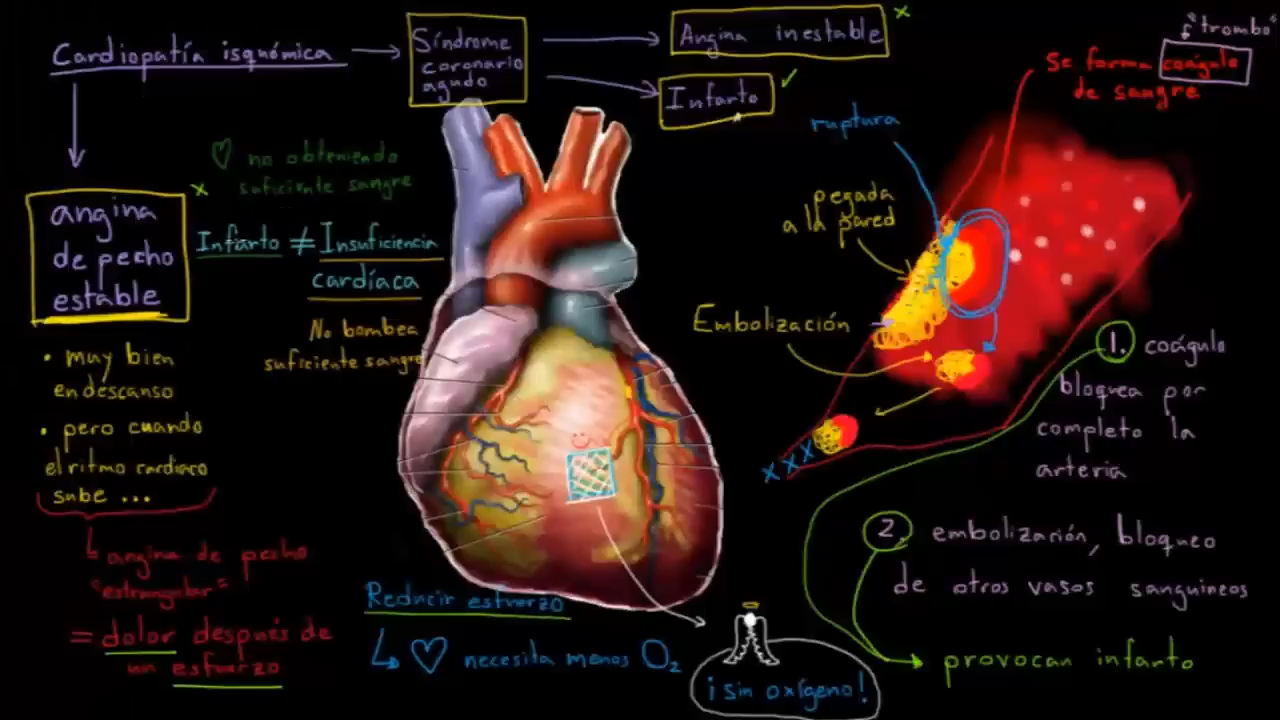 Cardiopatía isquémica
Síndrome
coronario
agudo
Angina inestable
Infarto
"trombo"
Se forma coágulo
de sangre
ruptura
♡ no obteniendo
suficiente sangre
pegada
a la pared
angina
de pecho
estable
Infarto ≠ Insuficiencia
cardíaca
No bombea
suficiente sangre
Embolización
• muy bien
en descanso
• pero cuando
el ritmo cardíaco
sube ...
1. coágulo
bloquea por
completo la
arteria
x x x
2. embolización, bloqueo
de otros vasos sanguíneos
angina de pecho
"estrangular"
= dolor después de
un esfuerzo
Reducir esfuerzo
♡ necesita menos O2
¡sin oxígeno!
provocan infarto